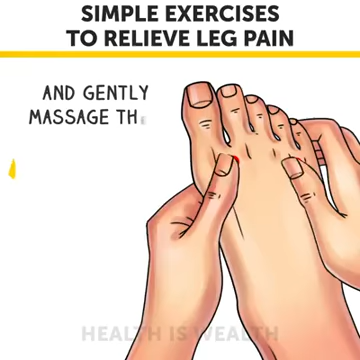 SIMPLE EXERCISES
TO RELIEVE LEG PAIN
AND GENTLY
MASSAGE TH
HEALTH IS WEALTH